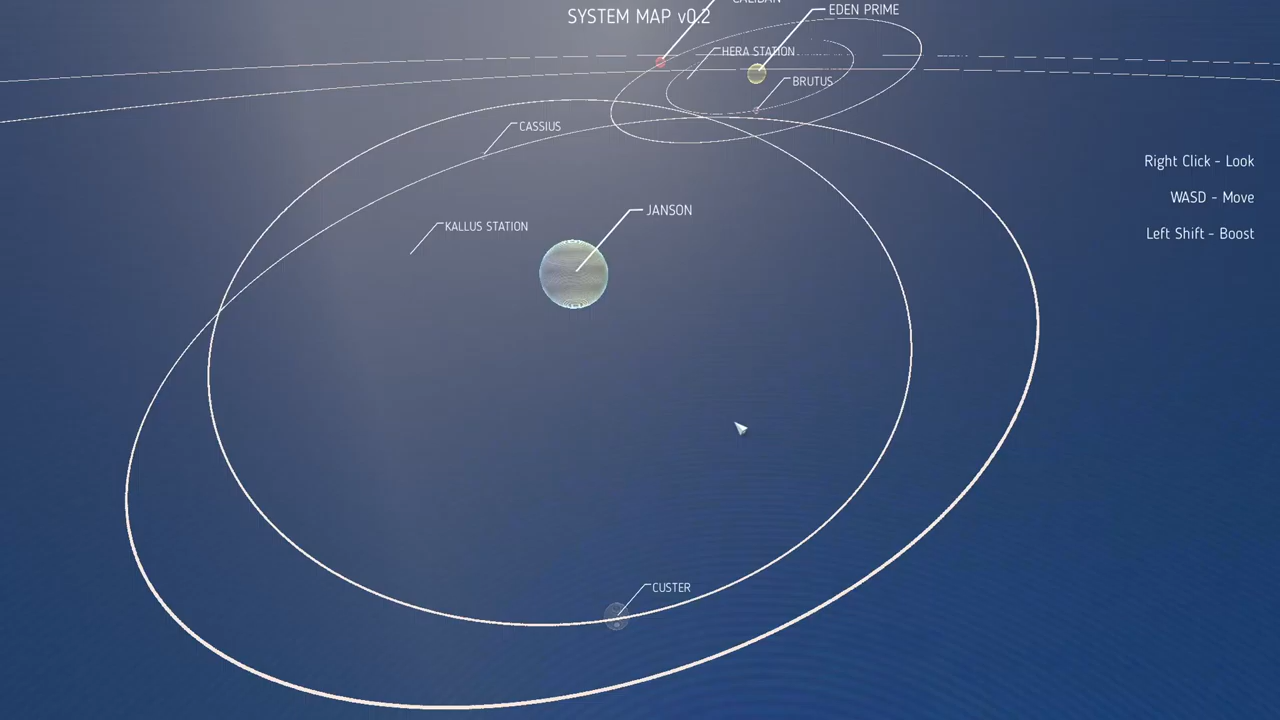 SYSTEM MAP v0.2
EDEN PRIME
HERA STATION
BRUTUS
CASSIUS
Right Click - Look
WASD - Move
JANSON
KALLUS STATION
Left Shift - Boost
CUSTER